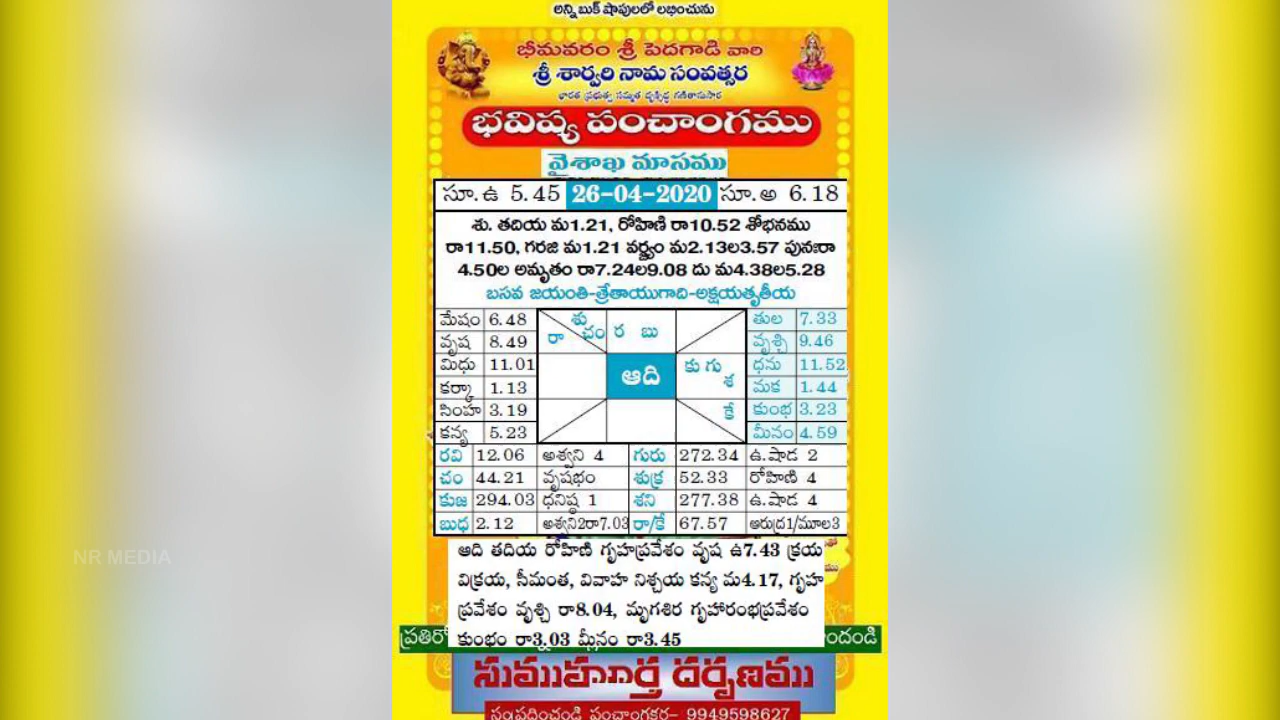 అన్ని బుక్ షాపులలో లభించును
భీమవరం శ్రీ పెదగాడి వారి
శ్రీ శార్వరి నామ సంవత్సర
భారత ప్రభుత్వ సమ్మత దృక్సిద్ధ గణితానుసార
భవిష్య పంచాంగము
వైశాఖ మాసము
సూ.ఉ 5.45 26-04-2020 సూ.అ 6.18
శు. తదియ మ1.21, రోహిణి రా10.52 శోభనము
రా11.50, గరజి మ1.21 వర్జ్యం మ2.13ల3.57 పునఃరా
4.50ల అమృతం రా7.24ల9.08 దు మ4.38ల5.28
బసవ జయంతి-త్రేతాయుగాది-అక్షయతృతీయ
మేషం 6.48
వృష 8.49
మిధు 11.01
కర్కా 1.13
సింహ 3.19
కన్య 5.23
రా శు చం ర బు
ఆది
కు గు శ
కే
తుల 7.33
వృశ్చి 9.46
ధను 11.52
మక 1.44
కుంభ 3.23
మీనం 4.59
రవి 12.06 అశ్వని 4 గురు 272.34 ఉ.షాడ 2
చం 44.21 వృషభం శుక్ర 52.33 రోహిణి 4
కుజ 294.03 ధనిష్ఠ 1 శని 277.38 ఉ.షాడ 4
బుధ 2.12 అశ్వని2రా7.03 రా/కే 67.57 ఆరుద్ర1/మూల3
ఆది తదియ రోహిణి గృహప్రవేశం వృష ఉ7.43 క్రయ
విక్రయ, సీమంత, వివాహ నిశ్చయ కన్య మ4.17, గృహ
ప్రవేశం వృశ్చి రా8.04, మృగశిర గృహారంభప్రవేశం
కుంభం రా3.03 మీనం రా3.45
సుముహూర్త దర్పణము
సంప్రదించండి పంచాంగకర్త- 9949598627
NR MEDIA